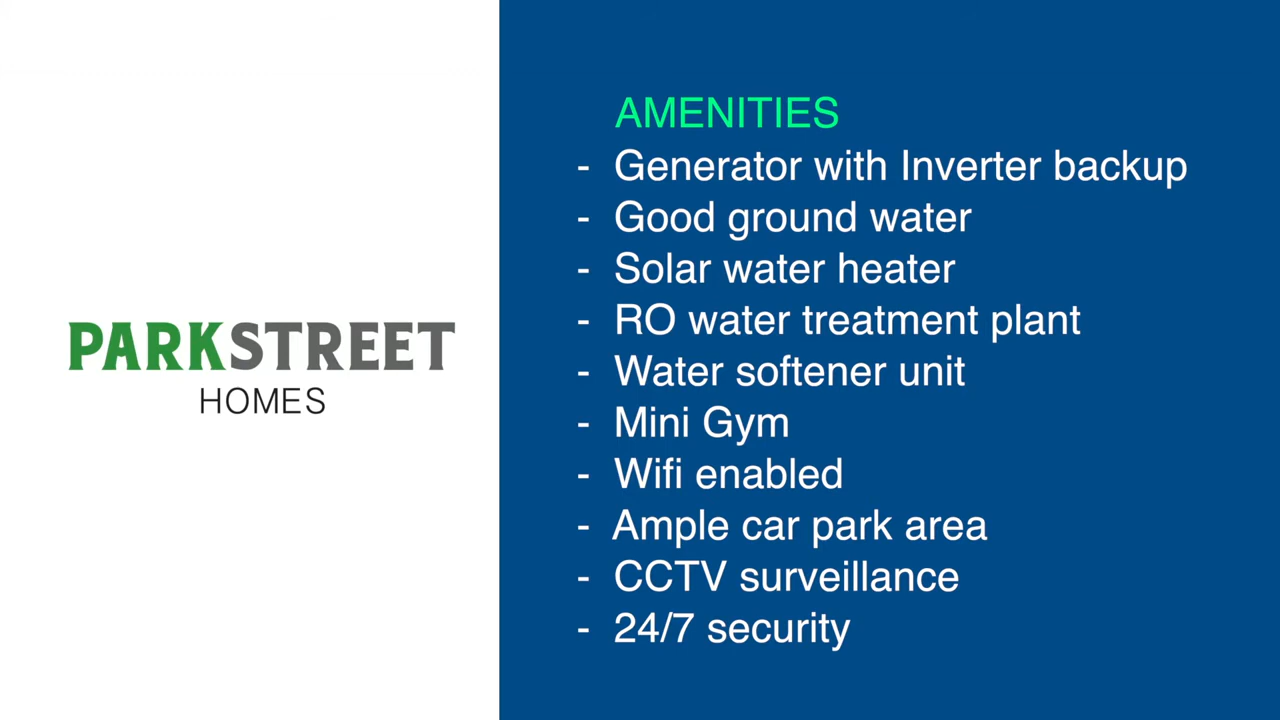 PARKSTREET
HOMES
AMENITIES
- Generator with Inverter backup
- Good ground water
- Solar water heater
- RO water treatment plant
- Water softener unit
- Mini Gym
- Wifi enabled
- Ample car park area
- CCTV surveillance
- 24/7 security